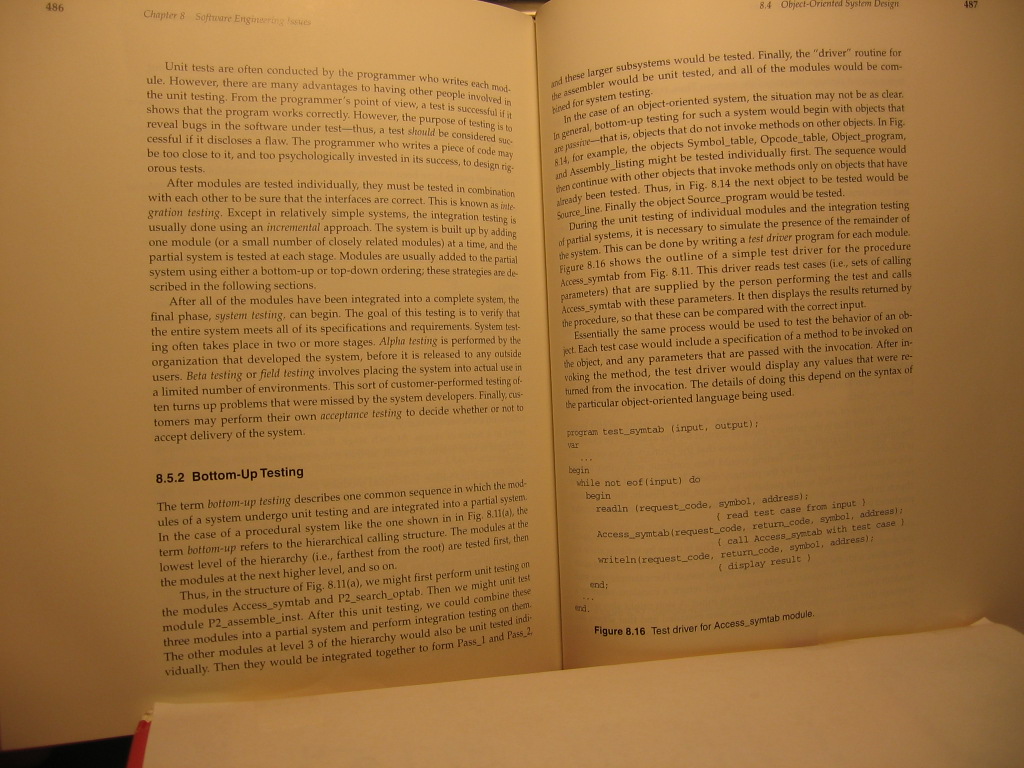 486
Chapter 8 Software Engineering Issues
Unit tests are often conducted by the programmer who writes each mod-
ule. However, there are many advantages to having other people involved in
the unit testing. From the programmer's point of view, a test is successful if it
shows that the program works correctly. However, the purpose of testing is to
reveal bugs in the software under test—thus, a test should be considered suc-
cessful if it discloses a flaw. The programmer who writes a piece of code may
be too close to it, and too psychologically invested in its success, to design rig-
orous tests.
After modules are tested individually, they must be tested in combination
with each other to be sure that the interfaces are correct. This is known as inte-
gration testing. Except in relatively simple systems, the integration testing is
usually done using an incremental approach. The system is built up by adding
one module (or a small number of closely related modules) at a time, and the
partial system is tested at each stage. Modules are usually added to the partial
system using either a bottom-up or top-down ordering; these strategies are de-
scribed in the following sections.
After all of the modules have been integrated into a complete system, the
final phase, system testing, can begin. The goal of this testing is to verify that
the entire system meets all of its specifications and requirements. System test-
ing often takes place in two or more stages. Alpha testing is performed by the
organization that developed the system, before it is released to any outside
users. Beta testing or field testing involves placing the system into actual use in
a limited number of environments. This sort of customer-performed testing of-
ten turns up problems that were missed by the system developers. Finally, cus-
tomers may perform their own acceptance testing to decide whether or not to
accept delivery of the system.
8.5.2 Bottom-Up Testing
The term bottom-up testing describes one common sequence in which the mod-
ules of a system undergo unit testing and are integrated into a partial system.
In the case of a procedural system like the one shown in in Fig. 8.11(a), the
term bottom-up refers to the hierarchical calling structure. The modules at the
lowest level of the hierarchy (i.e., farthest from the root) are tested first, then
the modules at the next higher level, and so on.
Thus, in the structure of Fig. 8.11(a), we might first perform unit testing on
the modules Access_symtab and P2_search_optab. Then we might unit test
module P2_assemble_inst. After this unit testing, we could combine these
three modules into a partial system and perform integration testing on them.
The other modules at level 3 of the hierarchy would also be unit tested indi-
vidually. Then they would be integrated together to form Pass_1 and Pass_2,
8.4 Object-Oriented System Design
487
and these larger subsystems would be tested. Finally, the "driver" routine for
the assembler would be unit tested, and all of the modules would be com-
bined for system testing.
In the case of an object-oriented system, the situation may not be as clear.
In general, bottom-up testing for such a system would begin with objects that
are passive—that is, objects that do not invoke methods on other objects. In Fig.
8.14, for example, the objects Symbol_table, Opcode_table, Object_program,
and Assembly_listing might be tested individually first. The sequence would
then continue with other objects that invoke methods only on objects that have
already been tested. Thus, in Fig. 8.14 the next object to be tested would be
Source_line. Finally the object Source_program would be tested.
During the unit testing of individual modules and the integration testing
of partial systems, it is necessary to simulate the presence of the remainder of
the system. This can be done by writing a test driver program for each module.
Figure 8.16 shows the outline of a simple test driver for the procedure
Access_symtab from Fig. 8.11. This driver reads test cases (i.e., sets of calling
parameters) that are supplied by the person performing the test and calls
Access_symtab with these parameters. It then displays the results returned by
the procedure, so that these can be compared with the correct input.
Essentially the same process would be used to test the behavior of an ob-
ject. Each test case would include a specification of a method to be invoked on
the object, and any parameters that are passed with the invocation. After in-
voking the method, the test driver would display any values that were re-
turned from the invocation. The details of doing this depend on the syntax of
the particular object-oriented language being used.
program test_symtab (input, output);
var
...
begin
while not eof(input) do
begin
readln (request_code, symbol, address);
{ read test case from input }
Access_symtab(request_code, return_code, symbol, address);
{ call Access_symtab with test case }
writeln(request_code, return_code, symbol, address);
{ display result }
end;
...
end.
Figure 8.16 Test driver for Access_symtab module.